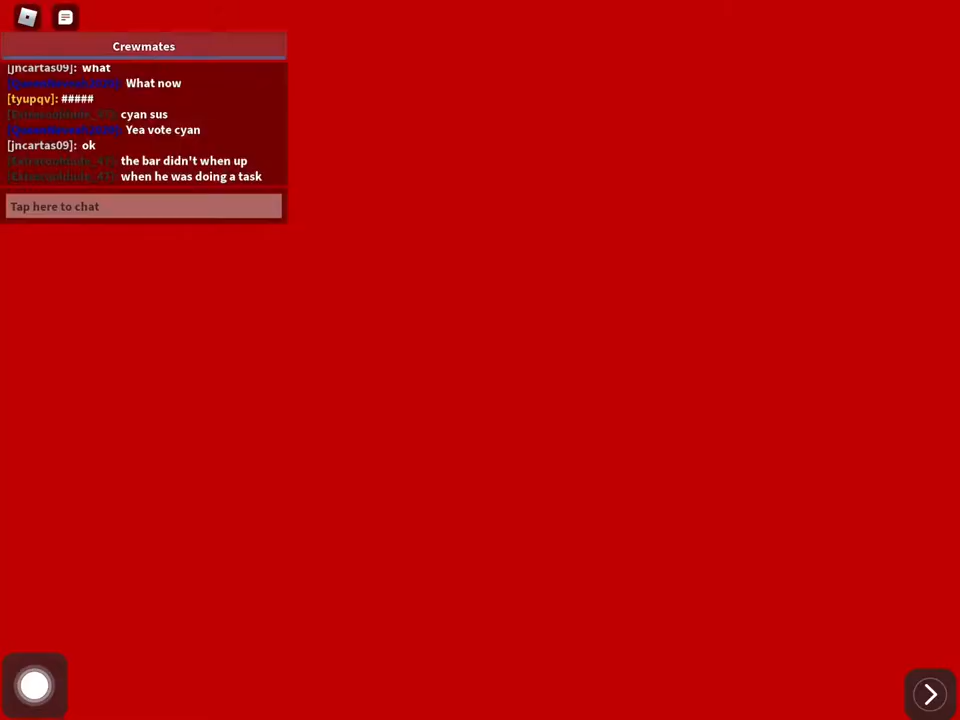 Crewmates
[jncartas09]: what
What now
[tyupqv]: #####
cyan sus
Yea vote cyan
[jncartas09]: ok
the bar didn't when up
when he was doing a task
Tap here to chat